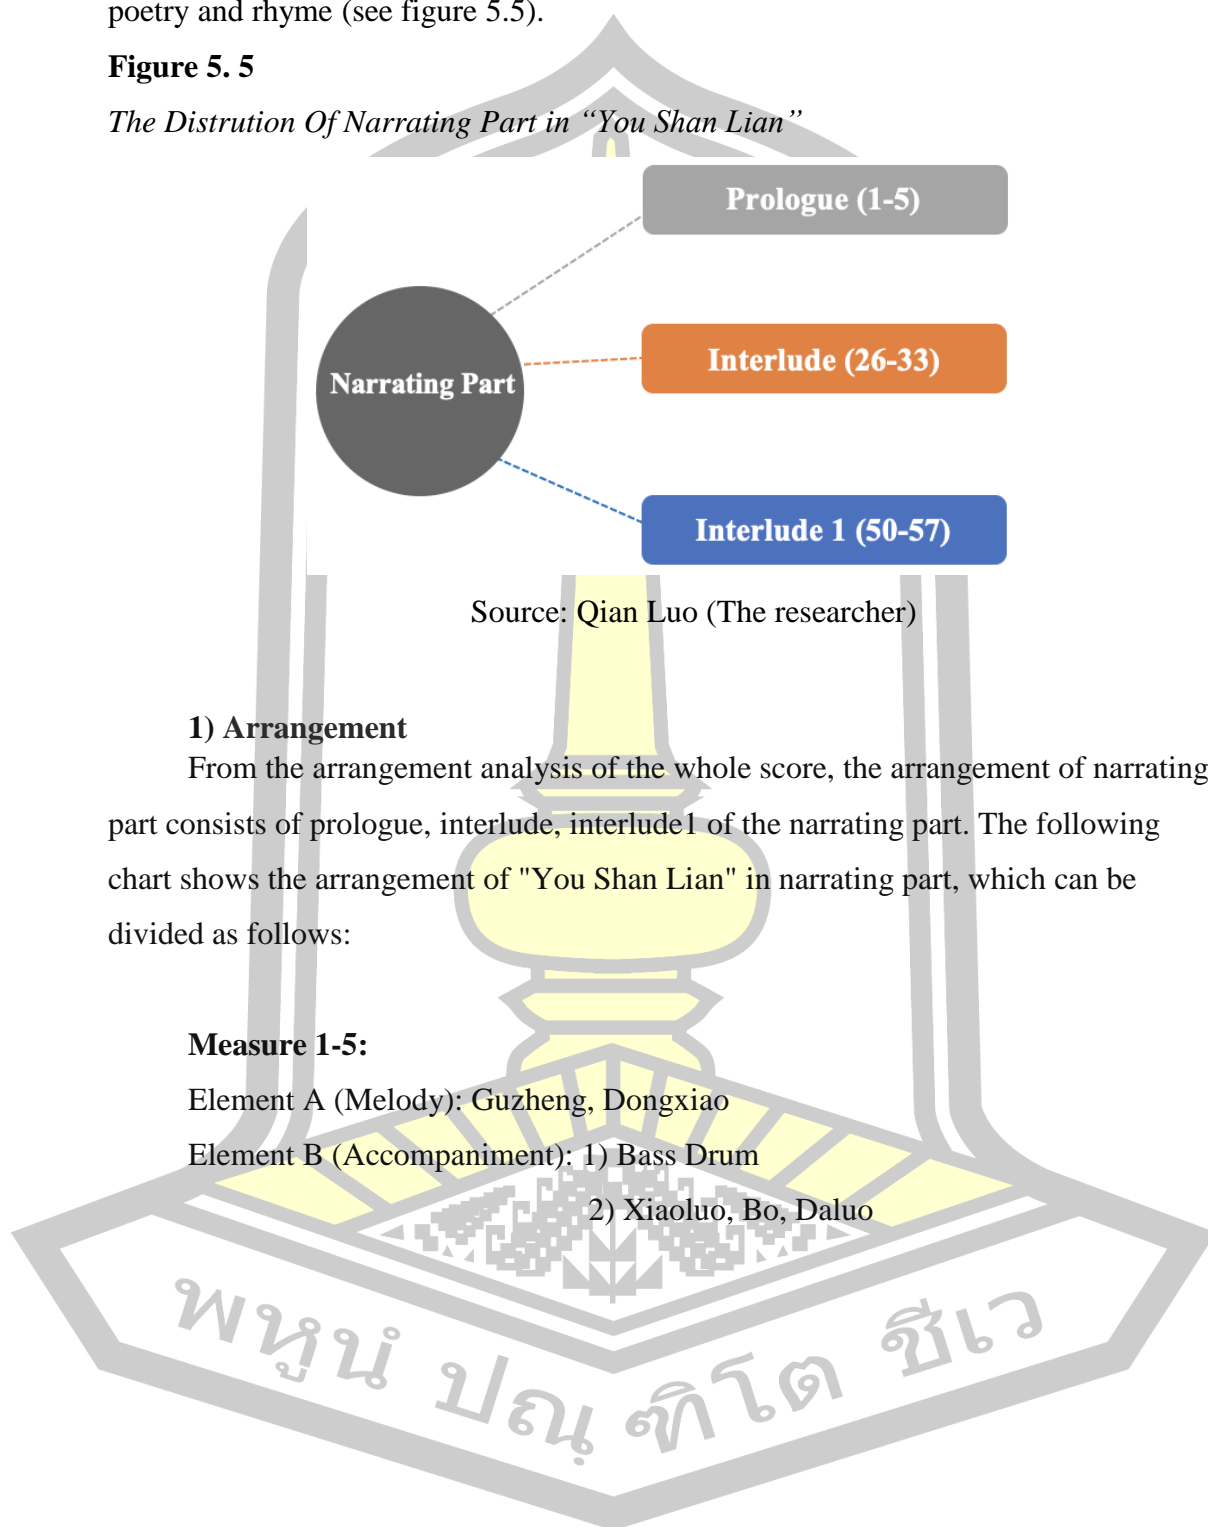 poetry and rhyme (see figure 5.5).
Figure 5. 5
The Distrution Of Narrating Part in “You Shan Lian”
Prologue (1-5)
Narrating Part
Interlude (26-33)
Interlude 1 (50-57)
Source: Qian Luo (The researcher)
1) Arrangement
From the arrangement analysis of the whole score, the arrangement of narrating
part consists of prologue, interlude, interlude1 of the narrating part. The following
chart shows the arrangement of "You Shan Lian" in narrating part, which can be
divided as follows:
Measure 1-5:
Element A (Melody): Guzheng, Dongxiao
Element B (Accompaniment): 1) Bass Drum
2) Xiaoluo, Bo, Daluo
พหูนํ ปณฺฑิโต ชีเว